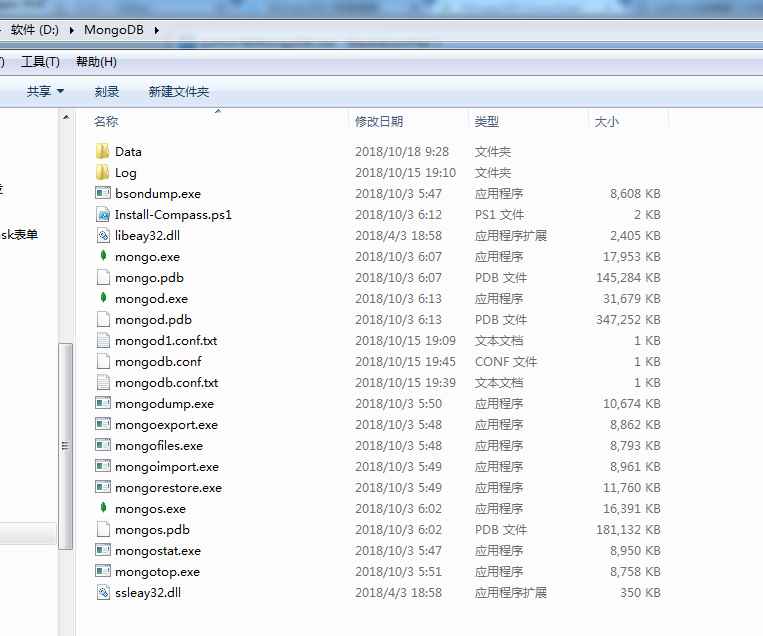 软件 (D:) MongoDB
工具(T) 帮助(H)
共享 刻录 新建文件夹
名称 修改日期 类型 大小
Data 2018/10/18 9:28 文件夹
Log 2018/10/15 19:10 文件夹
bsondump.exe 2018/10/3 5:47 应用程序 8,608 KB
Install-Compass.ps1 2018/10/3 6:12 PS1 文件 2 KB
sk表单 libeay32.dll 2018/4/3 18:58 应用程序扩展 2,405 KB
mongo.exe 2018/10/3 6:07 应用程序 17,953 KB
mongo.pdb 2018/10/3 6:07 PDB 文件 145,284 KB
mongod.exe 2018/10/3 6:13 应用程序 31,679 KB
mongod.pdb 2018/10/3 6:13 PDB 文件 347,252 KB
mongod1.conf.txt 2018/10/15 19:09 文本文档 1 KB
mongodb.conf 2018/10/15 19:45 CONF 文件 1 KB
mongodb.conf.txt 2018/10/15 19:39 文本文档 1 KB
mongodump.exe 2018/10/3 5:50 应用程序 10,674 KB
mongoexport.exe 2018/10/3 5:48 应用程序 8,862 KB
mongofiles.exe 2018/10/3 5:48 应用程序 8,793 KB
mongoimport.exe 2018/10/3 5:49 应用程序 8,961 KB
mongorestore.exe 2018/10/3 5:49 应用程序 11,760 KB
mongos.exe 2018/10/3 6:02 应用程序 16,391 KB
mongos.pdb 2018/10/3 6:02 PDB 文件 181,132 KB
mongostat.exe 2018/10/3 5:47 应用程序 8,950 KB
mongotop.exe 2018/10/3 5:51 应用程序 8,758 KB
ssleay32.dll 2018/4/3 18:58 应用程序扩展 350 KB